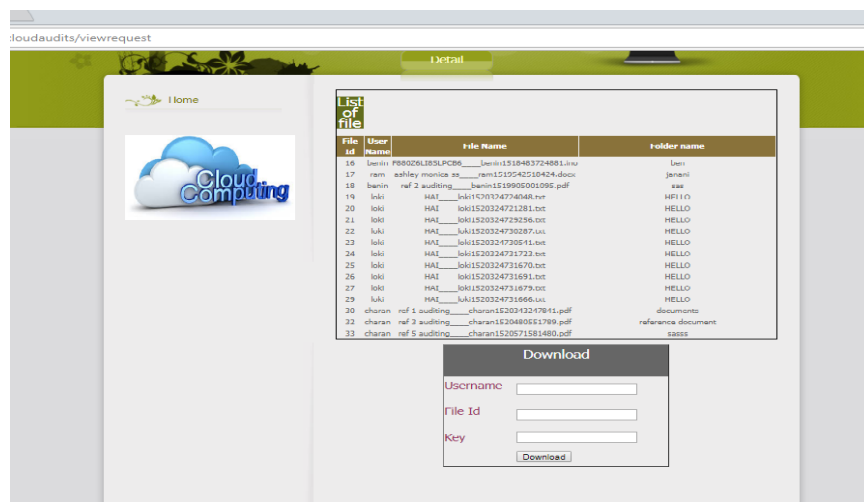 cloudaudits/viewrequest
Detail
Home
Cloud
Computing
List
of
file
File Id User Name File Name Folder name
16 benin ben
17 ram ashley monica ss____ram1519542510424.docx janani
18 benin ref 2 auditing____benin1519905001095.pdf sas
19 loki HAI____loki1520324724048.txt HELLO
20 loki HAI____loki1520324721281.txt HELLO
21 loki HAI____loki1520324729256.txt HELLO
22 loki HAI____loki1520324730287.txt HELLO
23 loki HAI____loki1520324730541.txt HELLO
24 loki HAI____loki1520324731723.txt HELLO
25 loki HAI____loki1520324731670.txt HELLO
26 loki HAI____loki1520324731691.txt HELLO
27 loki HAI____loki1520324731679.txt HELLO
29 loki HAI____loki1520324731666.txt HELLO
30 charan ref 1 auditing____charan1520343247841.pdf documents
32 charan ref 3 auditing____charan1520480551789.pdf reference document
33 charan ref 5 auditing____charan1520571581480.pdf sasss
Download
Username
File Id
Key
Download